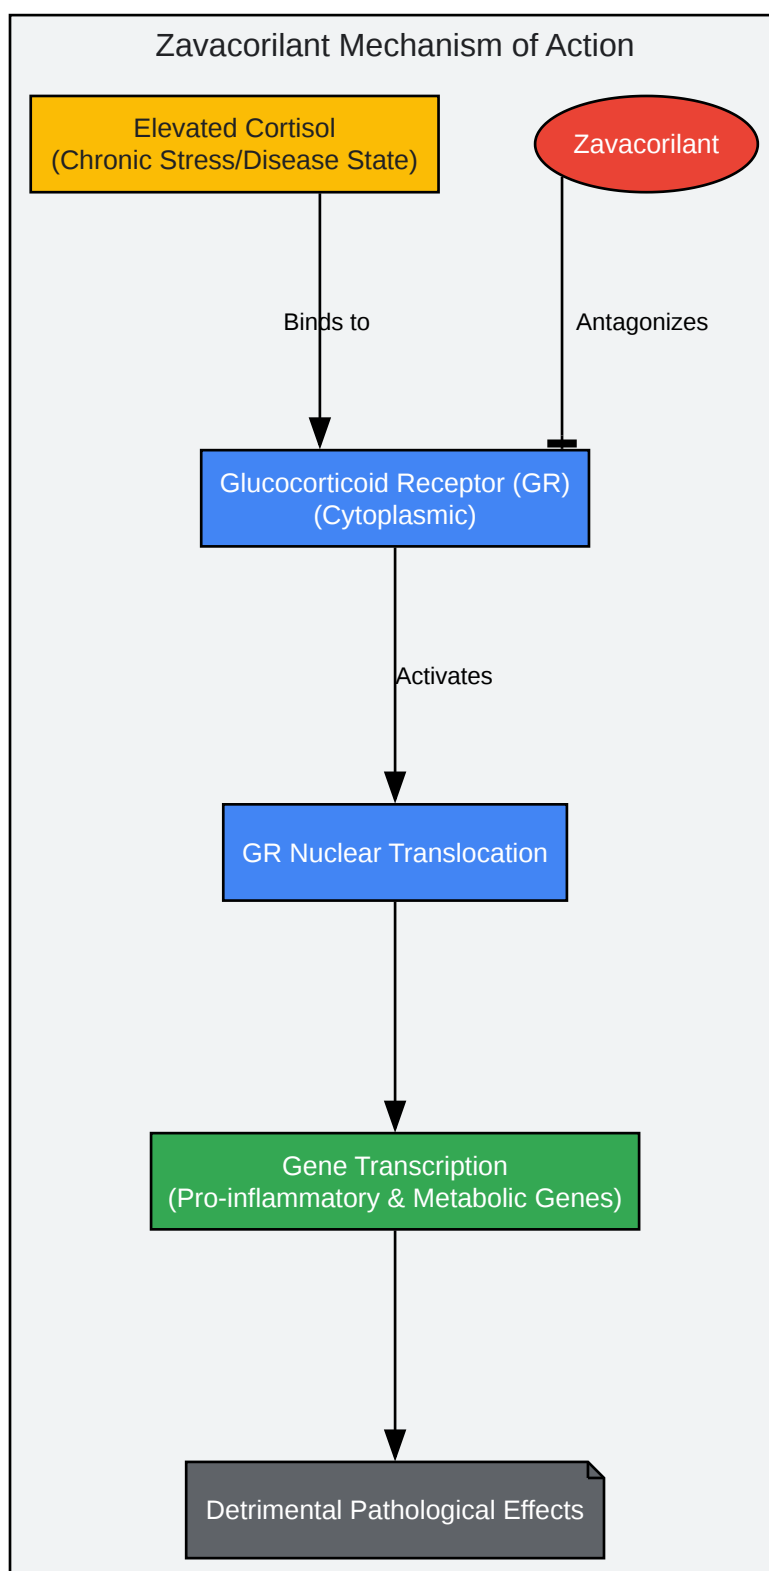 Zavacorilant Mechanism of Action
Elevated Cortisol
(Chronic Stress/Disease State)
Zavacorilant
Binds to
Antagonizes
Glucocorticoid Receptor (GR)
(Cytoplasmic)
Activates
GR Nuclear Translocation
Gene Transcription
(Pro-inflammatory & Metabolic Genes)
Detrimental Pathological Effects